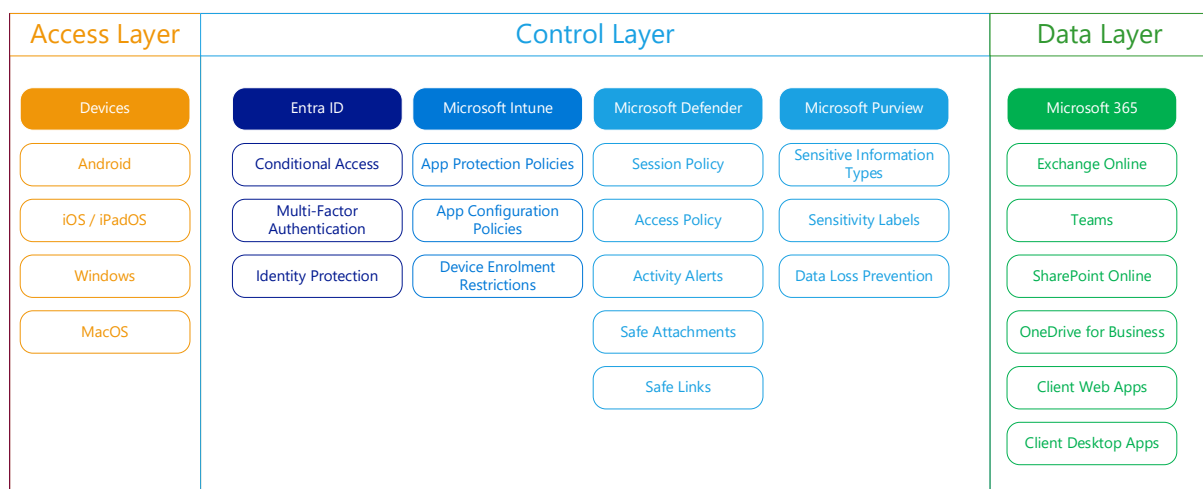 Access Layer
Control Layer
Data Layer
Devices
Android
iOS / iPadOS
Windows
MacOS
Entra ID
Conditional Access
Multi-Factor
Authentication
Identity Protection
Microsoft Intune
App Protection Policies
App Configuration
Policies
Device Enrolment
Restrictions
Microsoft Defender
Session Policy
Access Policy
Activity Alerts
Safe Attachments
Safe Links
Microsoft Purview
Sensitive Information
Types
Sensitivity Labels
Data Loss Prevention
Microsoft 365
Exchange Online
Teams
SharePoint Online
OneDrive for Business
Client Web Apps
Client Desktop Apps